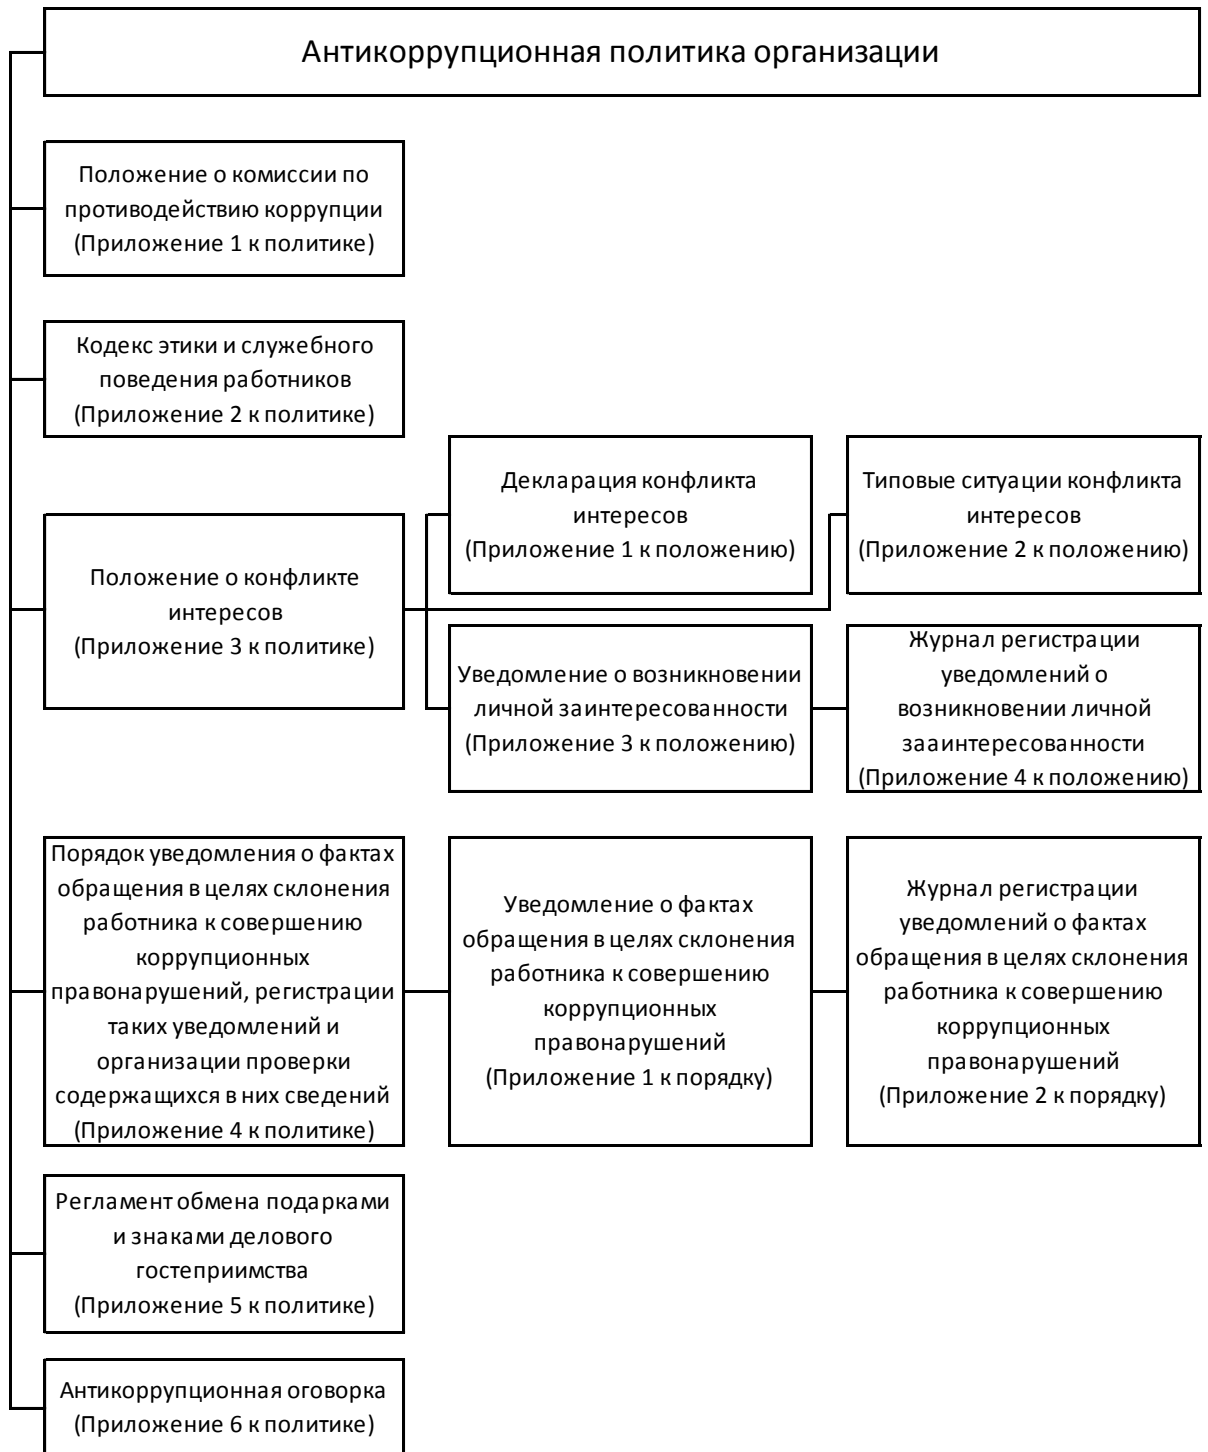 Антикоррупционная политика организации
Положение о комиссии по
противодействию коррупции
(Приложение 1 к политике)
Кодекс этики и служебного
поведения работников
(Приложение 2 к политике)
Положение о конфликте
интересов
(Приложение 3 к политике)
Декларация конфликта
интересов
(Приложение 1 к положению)
Типовые ситуации конфликта
интересов
(Приложение 2 к положению)
Уведомление о возникновении
личной заинтересованности
(Приложение 3 к положению)
Журнал регистрации
уведомлений о
возникновении личной
зааинтересованности
(Приложение 4 к положению)
Порядок уведомления о фактах
обращения в целях склонения
работника к совершению
коррупционных
правонарушений, регистрации
таких уведомлений и
организации проверки
содержащихся в них сведений
(Приложение 4 к политике)
Уведомление о фактах
обращения в целях склонения
работника к совершению
коррупционных
правонарушений
(Приложение 1 к порядку)
Журнал регистрации
уведомлений о фактах
обращения в целях склонения
работника к совершению
коррупционных
правонарушений
(Приложение 2 к порядку)
Регламент обмена подарками
и знаками делового
гостеприимства
(Приложение 5 к политике)
Антикоррупционная оговорка
(Приложение 6 к политике)